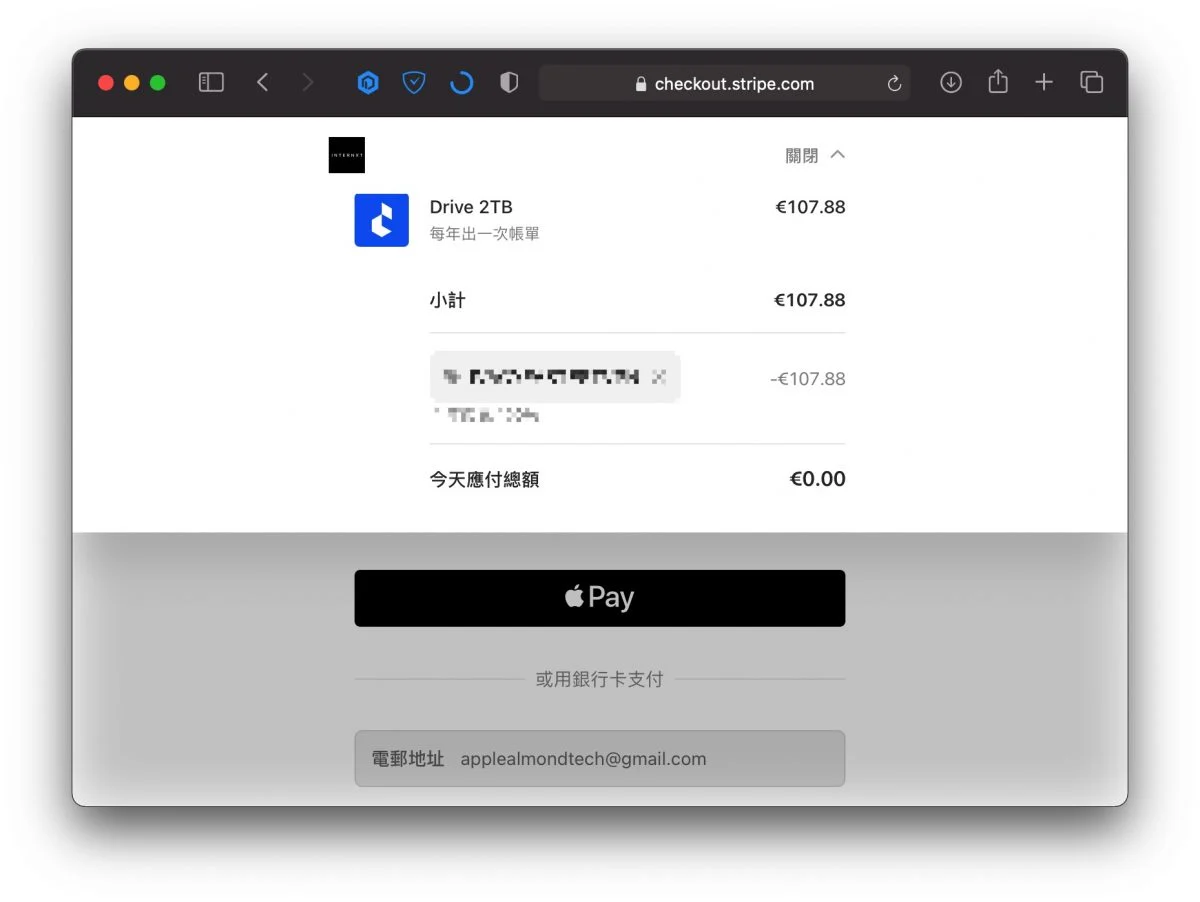 checkout.stripe.com
INTERNXT
關閉
Drive 2TB
€107.88
每年出一次帳單
小計
€107.88
-€107.88
今天應付總額
€0.00
Pay
或用銀行卡支付
電郵地址 applealmondtech@gmail.com